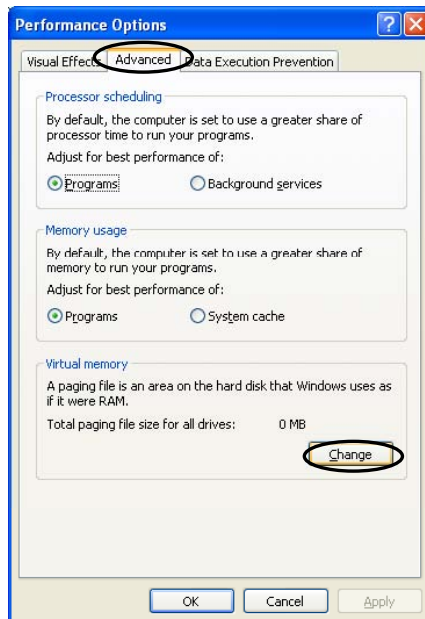 Performance Options
Visual Effects Advanced Data Execution Prevention
Processor scheduling
By default, the computer is set to use a greater share of
processor time to run your programs.
Adjust for best performance of:
Programs Background services
Memory usage
By default, the computer is set to use a greater share of
memory to run your programs.
Adjust for best performance of:
Programs System cache
Virtual memory
A paging file is an area on the hard disk that Windows uses as
if it were RAM.
Total paging file size for all drives: 0 MB
Change
OK Cancel Apply